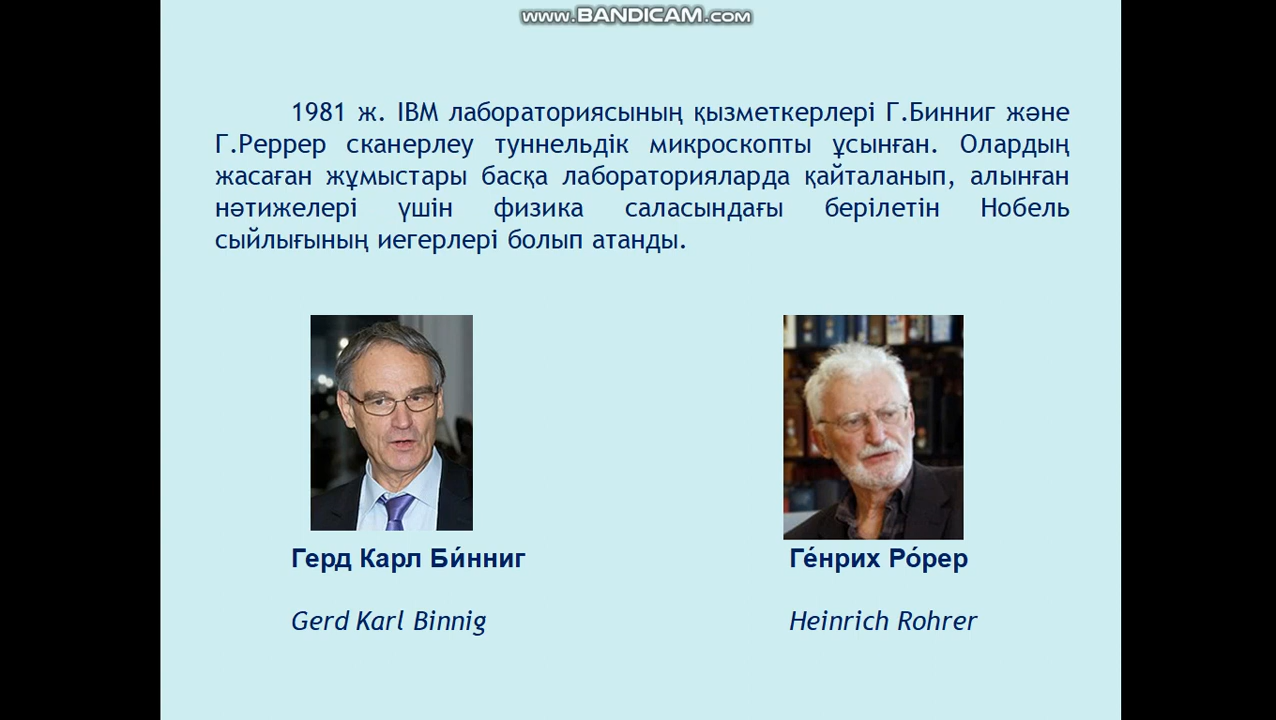 www.BANDICAM.com
1981 ж. IBM лабораториясының қызметкерлері Г.Бинниг және
Г.Реррер сканерлеу туннельдік микроскопты ұсынған. Олардың
жасаған жұмыстары басқа лабораторияларда қайталанып, алынған
нәтижелері үшін физика саласындағы берілетін Нобель
сыйлығының иегерлері болып атанды.
Герд Карл Би́нниг
Ге́нрих Ро́рер
Gerd Karl Binnig
Heinrich Rohrer